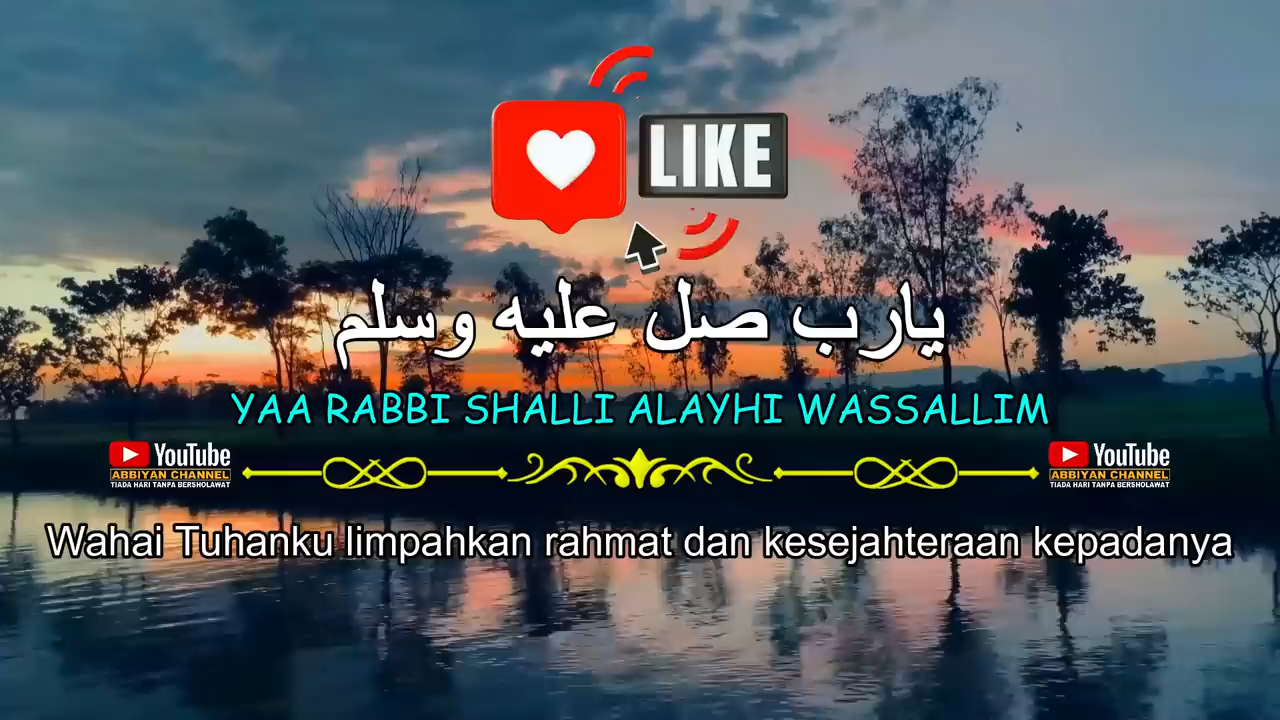 LIKE
يارب صل عليه وسلم
YAA RABBI SHALLI ALAYHI WASSALLIM
YouTube
ABBIYAN CHANNEL
TIADA HARI TANPA BERSHOLAWAT
YouTube
ABBIYAN CHANNEL
TIADA HARI TANPA BERSHOLAWAT
Wahai Tuhanku limpahkan rahmat dan kesejahteraan kepadanya